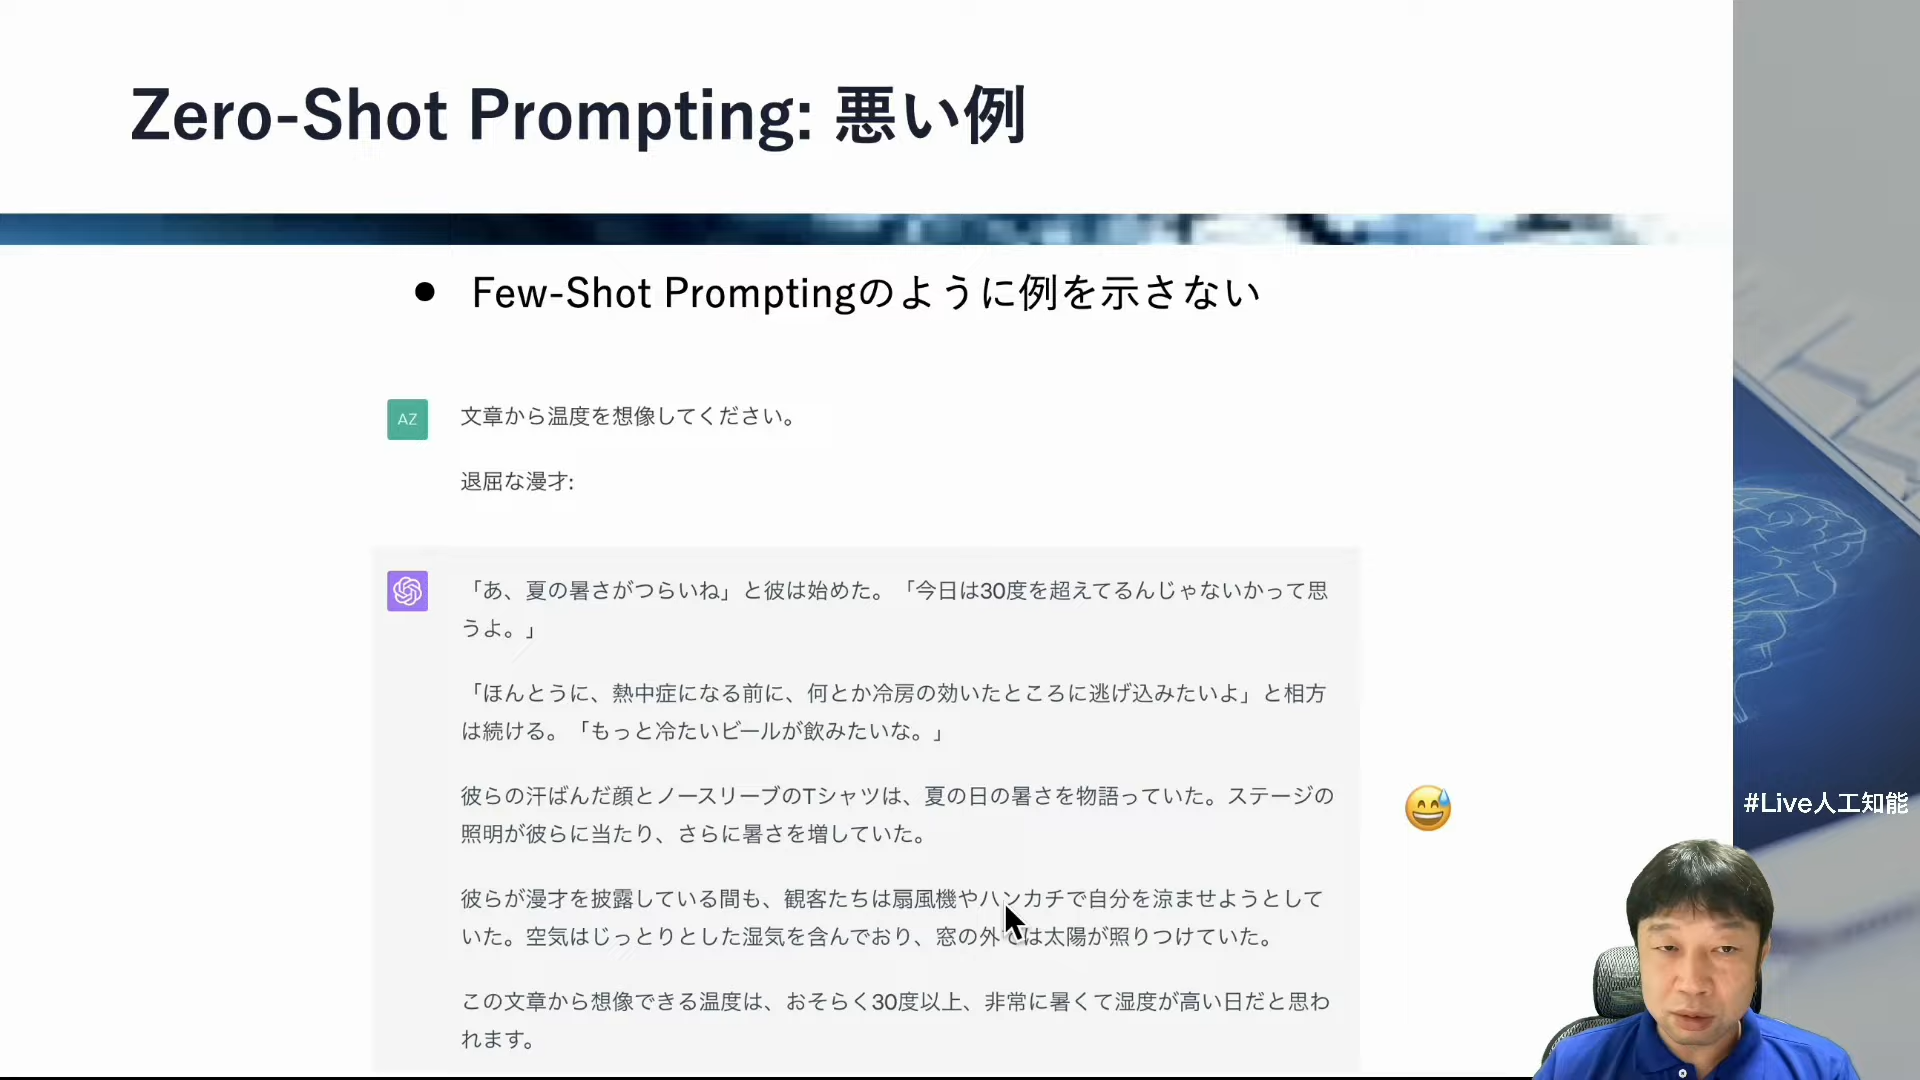 Zero-Shot Prompting: 悪い例
● Few-Shot Promptingのように例を示さない
AZ
文章から温度を想像してください。
退屈な漫才:
「あ、夏の暑さがつらいね」と彼は始めた。「今日は30度を超えてるんじゃないかって思
うよ。」
「ほんとうに、熱中症になる前に、何とか冷房の効いたところに逃げ込みたいよ」と相方
は続ける。「もっと冷たいビールが飲みたいな。」
彼らの汗ばんだ顔とノースリーブのTシャツは、夏の日の暑さを物語っていた。ステージの
照明が彼らに当たり、さらに暑さを増していた。
彼らが漫才を披露している間も、観客たちは扇風機やハンカチで自分を涼ませようとして
いた。空気はじっとりとした湿気を含んでおり、窓の外では太陽が照りつけていた。
この文章から想像できる温度は、おそらく30度以上、非常に暑くて湿度が高い日だと思わ
れます。
#Live人工知能